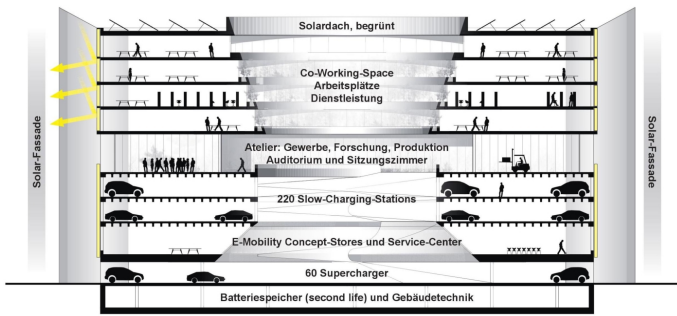 Solardach, begrünt
Co-Working-Space
Arbeitsplätze
Dienstleistung
Atelier: Gewerbe, Forschung, Produktion
Auditorium und Sitzungszimmer
220 Slow-Charging-Stations
E-Mobility Concept-Stores und Service-Center
60 Supercharger
Batteriespeicher (second life) und Gebäudetechnik
Solar-Fassade
Solar-Fassade